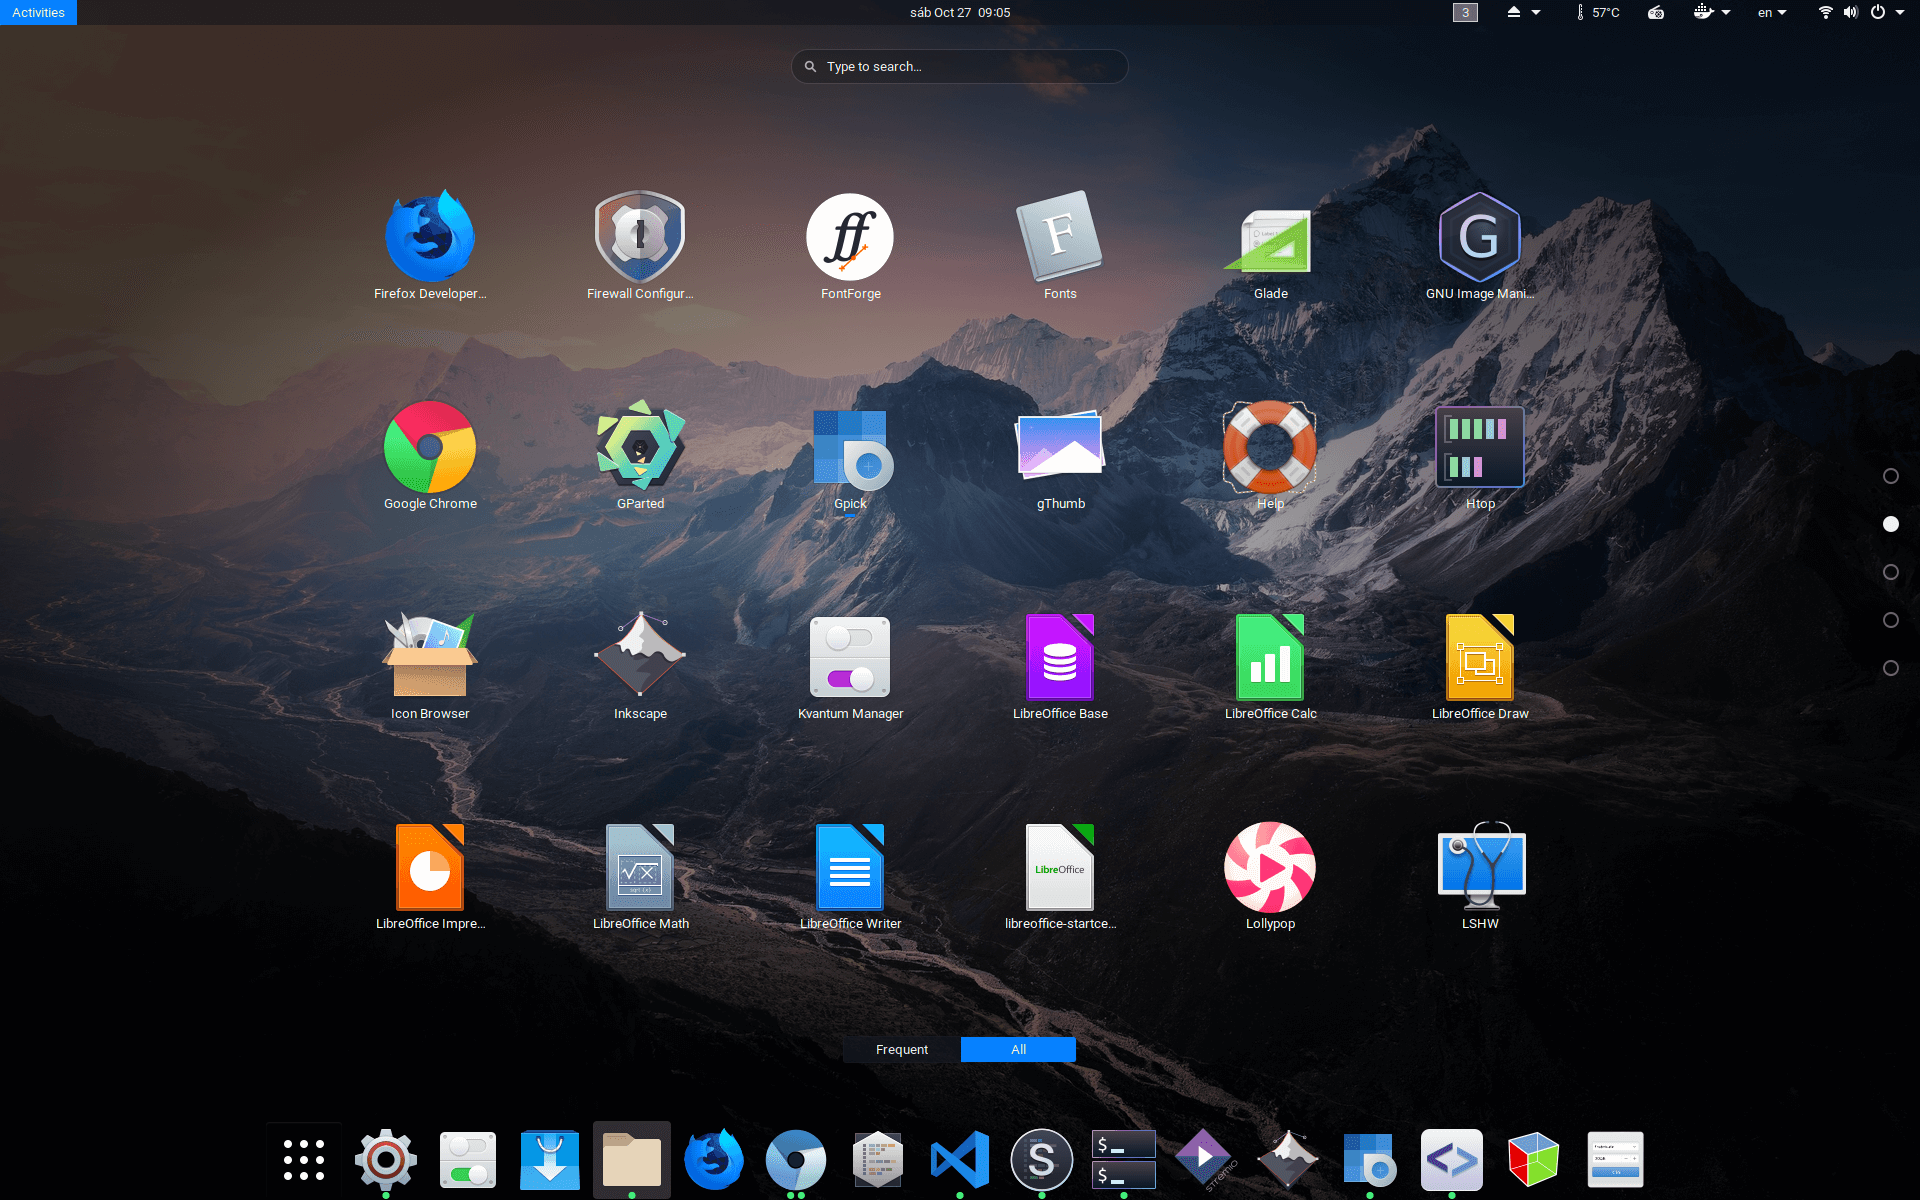 Activities
sáb Oct 27 09:05
3
57°C
en
Type to search...
Firefox Developer...
Firewall Configur...
FontForge
Fonts
Glade
GNU Image Mani...
Google Chrome
GParted
Gpick
gThumb
Help
Htop
Icon Browser
Inkscape
Kvantum Manager
LibreOffice Base
LibreOffice Calc
LibreOffice Draw
LibreOffice
LibreOffice Impre...
LibreOffice Math
LibreOffice Writer
libreoffice-startce...
Lollypop
LSHW
Frequent
All
stremio